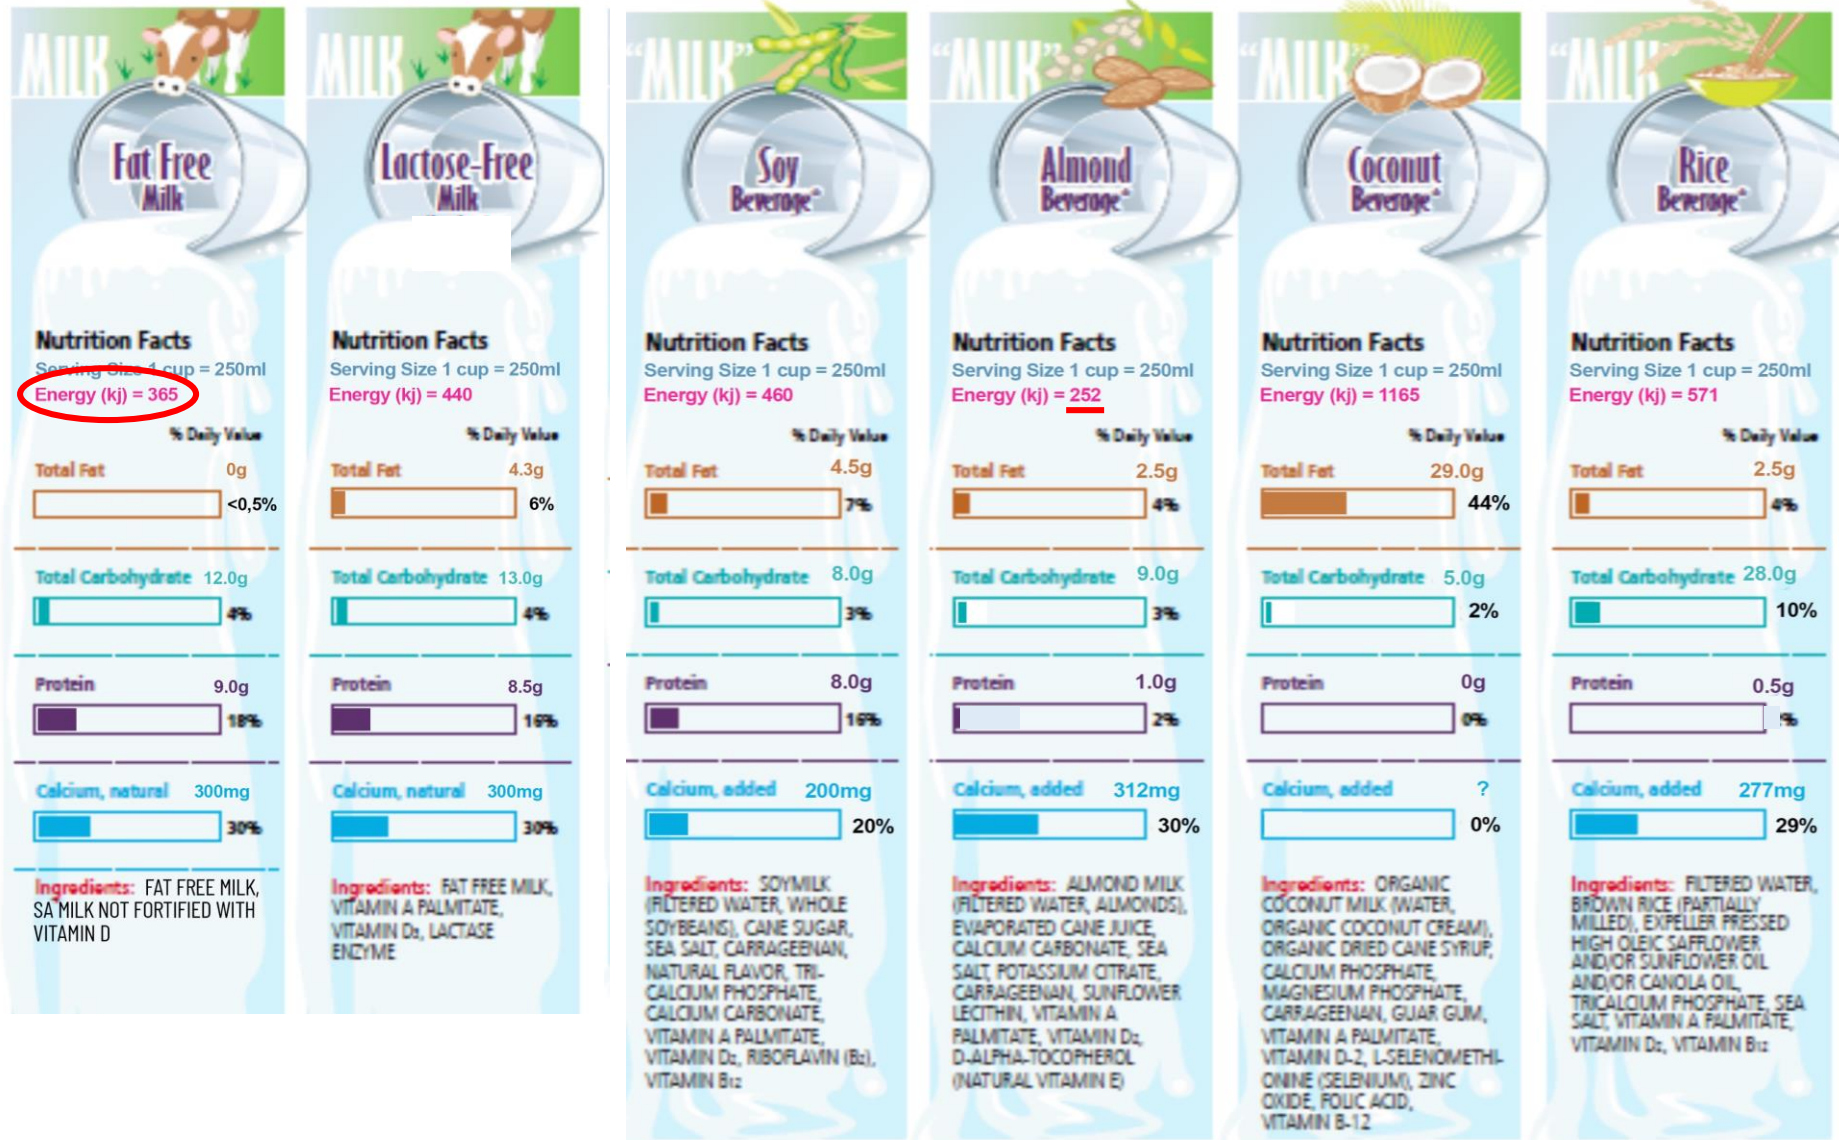 MILK
Fat Free
Milk
Nutrition Facts
Serving Size 1 cup = 250ml
Energy (kj) = 365
% Daily Value
Total Fat 0g
<0,5%
Total Carbohydrate 12.0g
4%
Protein 9.0g
18%
Calcium, natural 300mg
30%
Ingredients: FAT FREE MILK,
SA MILK NOT FORTIFIED WITH
VITAMIN D
MILK
Lactose-Free
Milk
Nutrition Facts
Serving Size 1 cup = 250ml
Energy (kj) = 440
% Daily Value
Total Fat 4.3g
6%
Total Carbohydrate 13.0g
4%
Protein 8.5g
16%
Calcium, natural 300mg
30%
Ingredients: FAT FREE MILK,
VITAMIN A PALMITATE,
VITAMIN D₃, LACTASE
ENZYME
“MILK”
Soy
Beverage*
Nutrition Facts
Serving Size 1 cup = 250ml
Energy (kj) = 460
% Daily Value
Total Fat 4.5g
7%
Total Carbohydrate 8.0g
3%
Protein 8.0g
16%
Calcium, added 200mg
20%
Ingredients: SOYMILK
(FILTERED WATER, WHOLE
SOYBEANS), CANE SUGAR,
SEA SALT, CARRAGEENAN,
NATURAL FLAVOR, TRI-
CALCIUM PHOSPHATE,
CALCIUM CARBONATE,
VITAMIN A PALMITATE,
VITAMIN D₂, RIBOFLAVIN (B₂),
VITAMIN B₁₂
“MILK”
Almond
Beverage*
Nutrition Facts
Serving Size 1 cup = 250ml
Energy (kj) = 252
% Daily Value
Total Fat 2.5g
4%
Total Carbohydrate 9.0g
3%
Protein 1.0g
2%
Calcium, added 312mg
30%
Ingredients: ALMOND MILK
(FILTERED WATER, ALMONDS),
EVAPORATED CANE JUICE,
CALCIUM CARBONATE, SEA
SALT, POTASSIUM CITRATE,
CARRAGEENAN, SUNFLOWER
LECITHIN, VITAMIN A
PALMITATE, VITAMIN D₂,
D-ALPHA-TOCOPHEROL
(NATURAL VITAMIN E)
“MILK”
Coconut
Beverage*
Nutrition Facts
Serving Size 1 cup = 250ml
Energy (kj) = 1165
% Daily Value
Total Fat 29.0g
44%
Total Carbohydrate 5.0g
2%
Protein 0g
0%
Calcium, added ?
0%
Ingredients: ORGANIC
COCONUT MILK (WATER,
ORGANIC COCONUT CREAM),
ORGANIC DRIED CANE SYRUP,
CALCIUM PHOSPHATE,
MAGNESIUM PHOSPHATE,
CARRAGEENAN, GUAR GUM,
VITAMIN A PALMITATE,
VITAMIN D-2, L-SELENOMETHI-
ONINE (SELENIUM), ZINC
OXIDE, FOLIC ACID,
VITAMIN B-12
“MILK”
Rice
Beverage*
Nutrition Facts
Serving Size 1 cup = 250ml
Energy (kj) = 571
% Daily Value
Total Fat 2.5g
4%
Total Carbohydrate 28.0g
10%
Protein 0.5g
%
Calcium, added 277mg
29%
Ingredients: FILTERED WATER,
BROWN RICE (PARTIALLY
MILLED), EXPELLER PRESSED
HIGH OLEIC SAFFLOWER
AND/OR SUNFLOWER OIL
AND/OR CANOLA OIL,
TRICALCIUM PHOSPHATE, SEA
SALT, VITAMIN A PALMITATE,
VITAMIN D₂, VITAMIN B₁₂